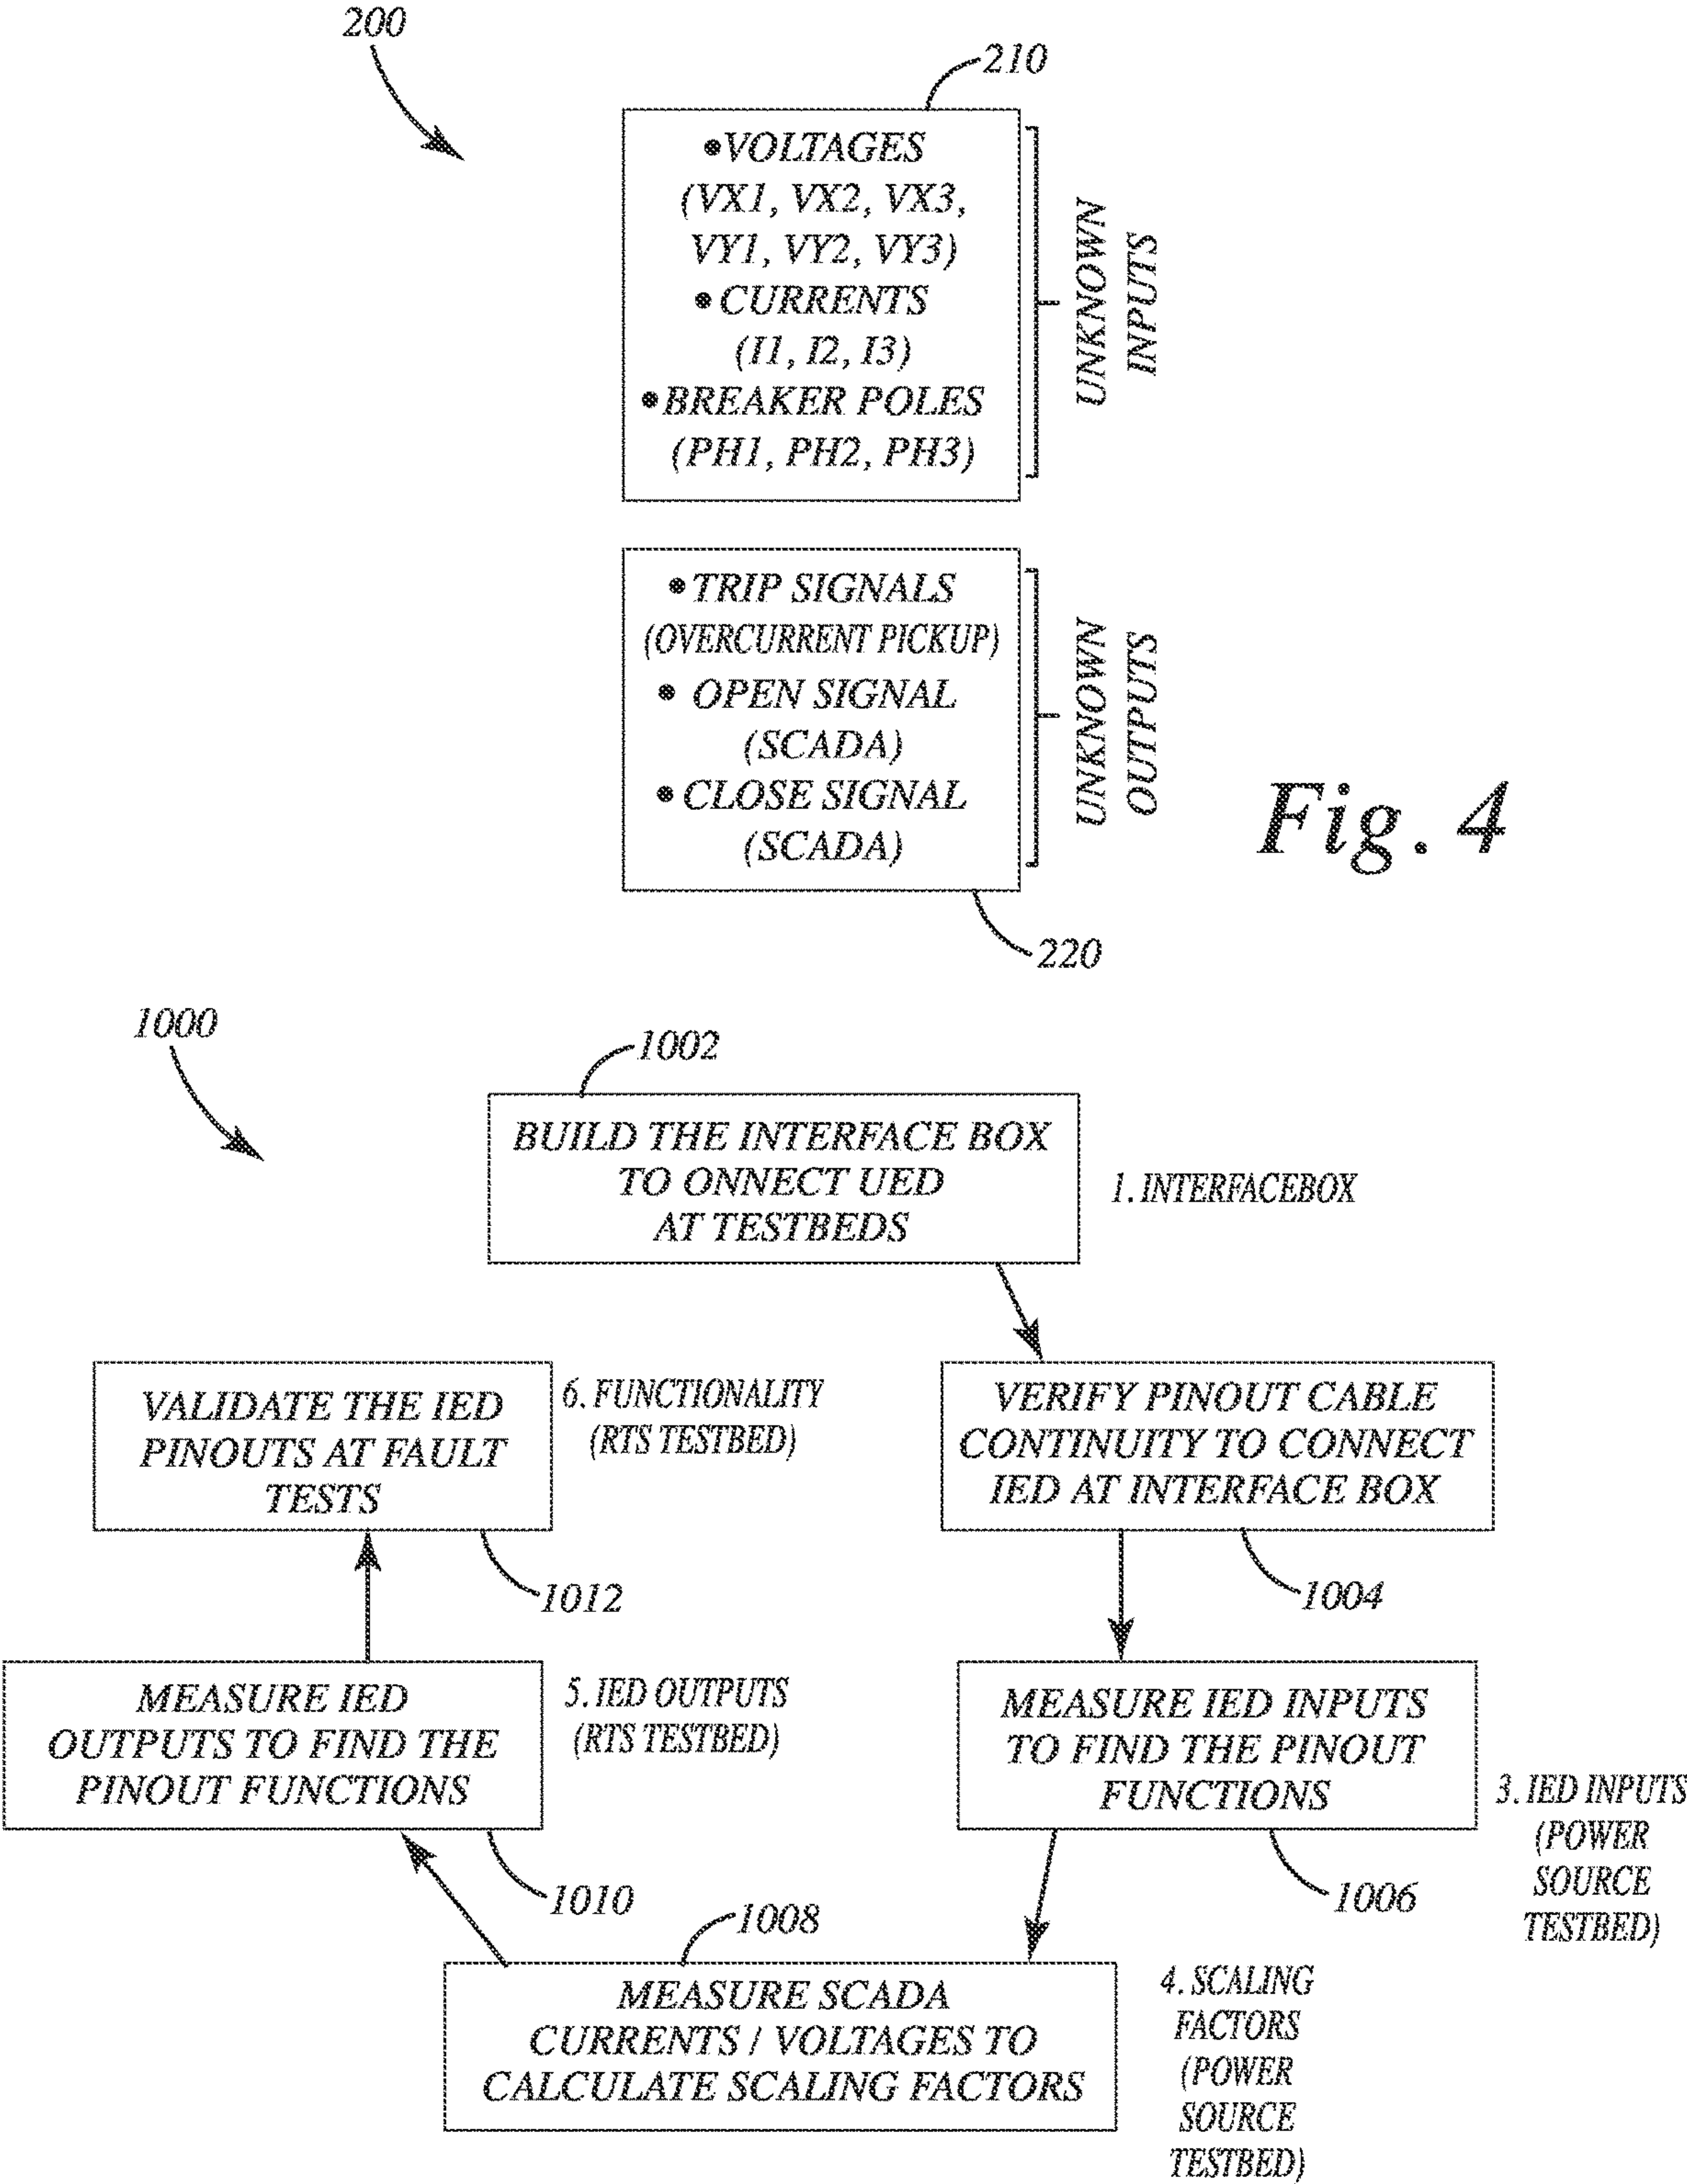 200
210
•VOLTAGES
(VX1, VX2, VX3,
VY1, VY2, VY3)
• CURRENTS
(I1, I2, I3)
•BREAKER POLES
(PH1, PH2, PH3)
UNKNOWN
INPUTS
• TRIP SIGNALS
(OVERCURRENT PICKUP)
• OPEN SIGNAL
(SCADA)
• CLOSE SIGNAL
(SCADA)
UNKNOWN
OUTPUTS
220
Fig. 4
1000
1002
BUILD THE INTERFACE BOX
TO ONNECT UED
AT TESTBEDS
1. INTERFACEBOX
VERIFY PINOUT CABLE
CONTINUITY TO CONNECT
IED AT INTERFACE BOX
1004
MEASURE IED INPUTS
TO FIND THE PINOUT
FUNCTIONS
1006
3. IED INPUTS
(POWER
SOURCE
TESTBED)
1008
MEASURE SCADA
CURRENTS / VOLTAGES TO
CALCULATE SCALING FACTORS
4. SCALING
FACTORS
(POWER
SOURCE
TESTBED)
MEASURE IED
OUTPUTS TO FIND THE
PINOUT FUNCTIONS
1010
5. IED OUTPUTS
(RTS TESTBED)
VALIDATE THE IED
PINOUTS AT FAULT
TESTS
1012
6. FUNCTIONALITY
(RTS TESTBED)